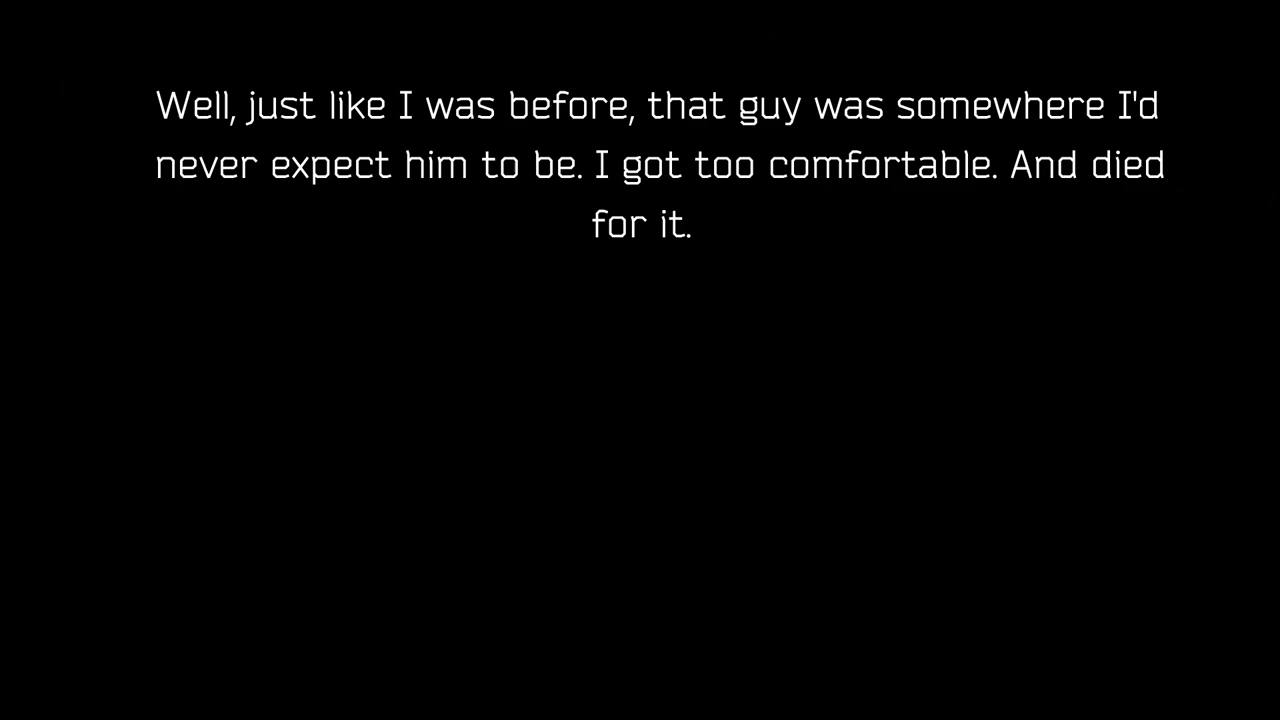 Well, just like I was before, that guy was somewhere I'd
never expect him to be. I got too comfortable. And died
for it.